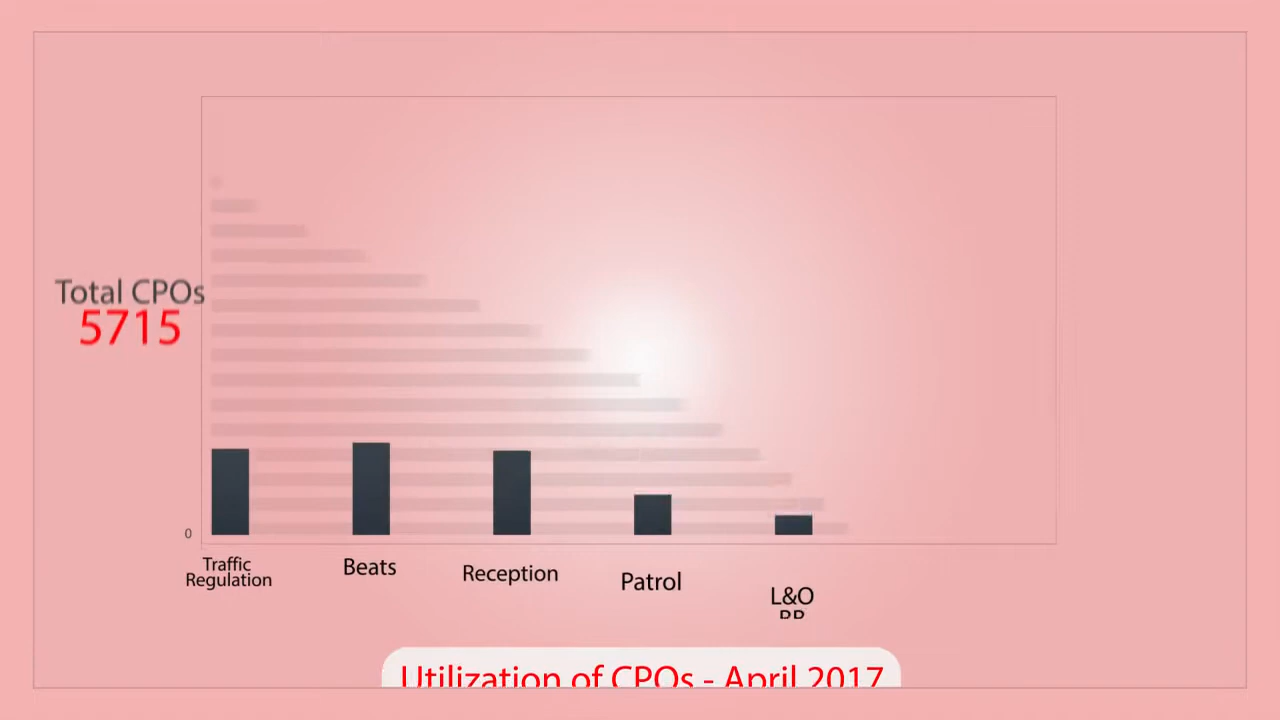 Total CPOs
5715
0
Traffic
Regulation
Beats
Reception
Patrol
L&O
Utilization of CPOs - April 2017